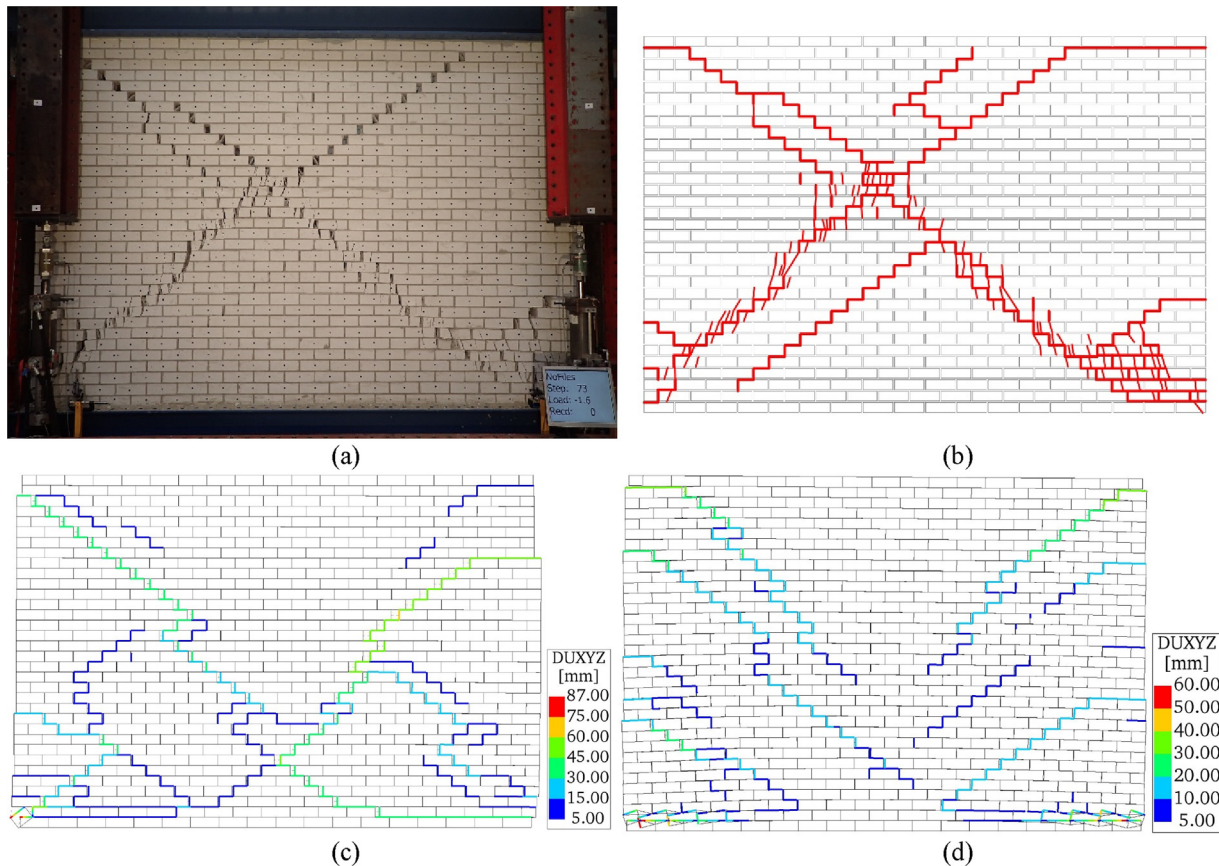 NoFiles
Step: 73
Load: -1.6
Recd: 0
(a)
(b)
DUXYZ
[mm]
87.00
75.00
60.00
45.00
30.00
15.00
5.00
(c)
DUXYZ
[mm]
60.00
50.00
40.00
30.00
20.00
10.00
5.00
(d)